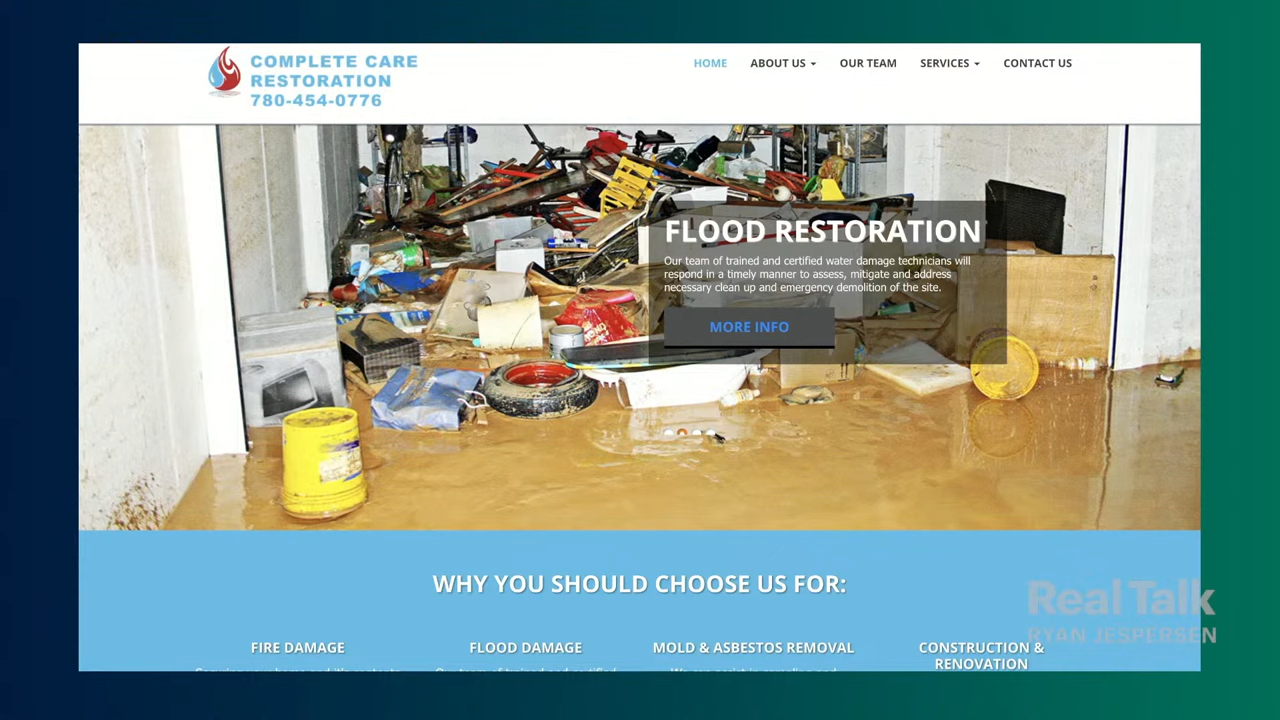 COMPLETE CARE
RESTORATION
780-454-0776
HOME ABOUT US OUR TEAM SERVICES CONTACT US
FLOOD RESTORATION
Our team of trained and certified water damage technicians will
respond in a timely manner to assess, mitigate and address
necessary clean up and emergency demolition of the site.
MORE INFO
WHY YOU SHOULD CHOOSE US FOR:
FIRE DAMAGE FLOOD DAMAGE MOLD & ASBESTOS REMOVAL CONSTRUCTION &
RENOVATION
Real Talk
RYAN JESPERSEN